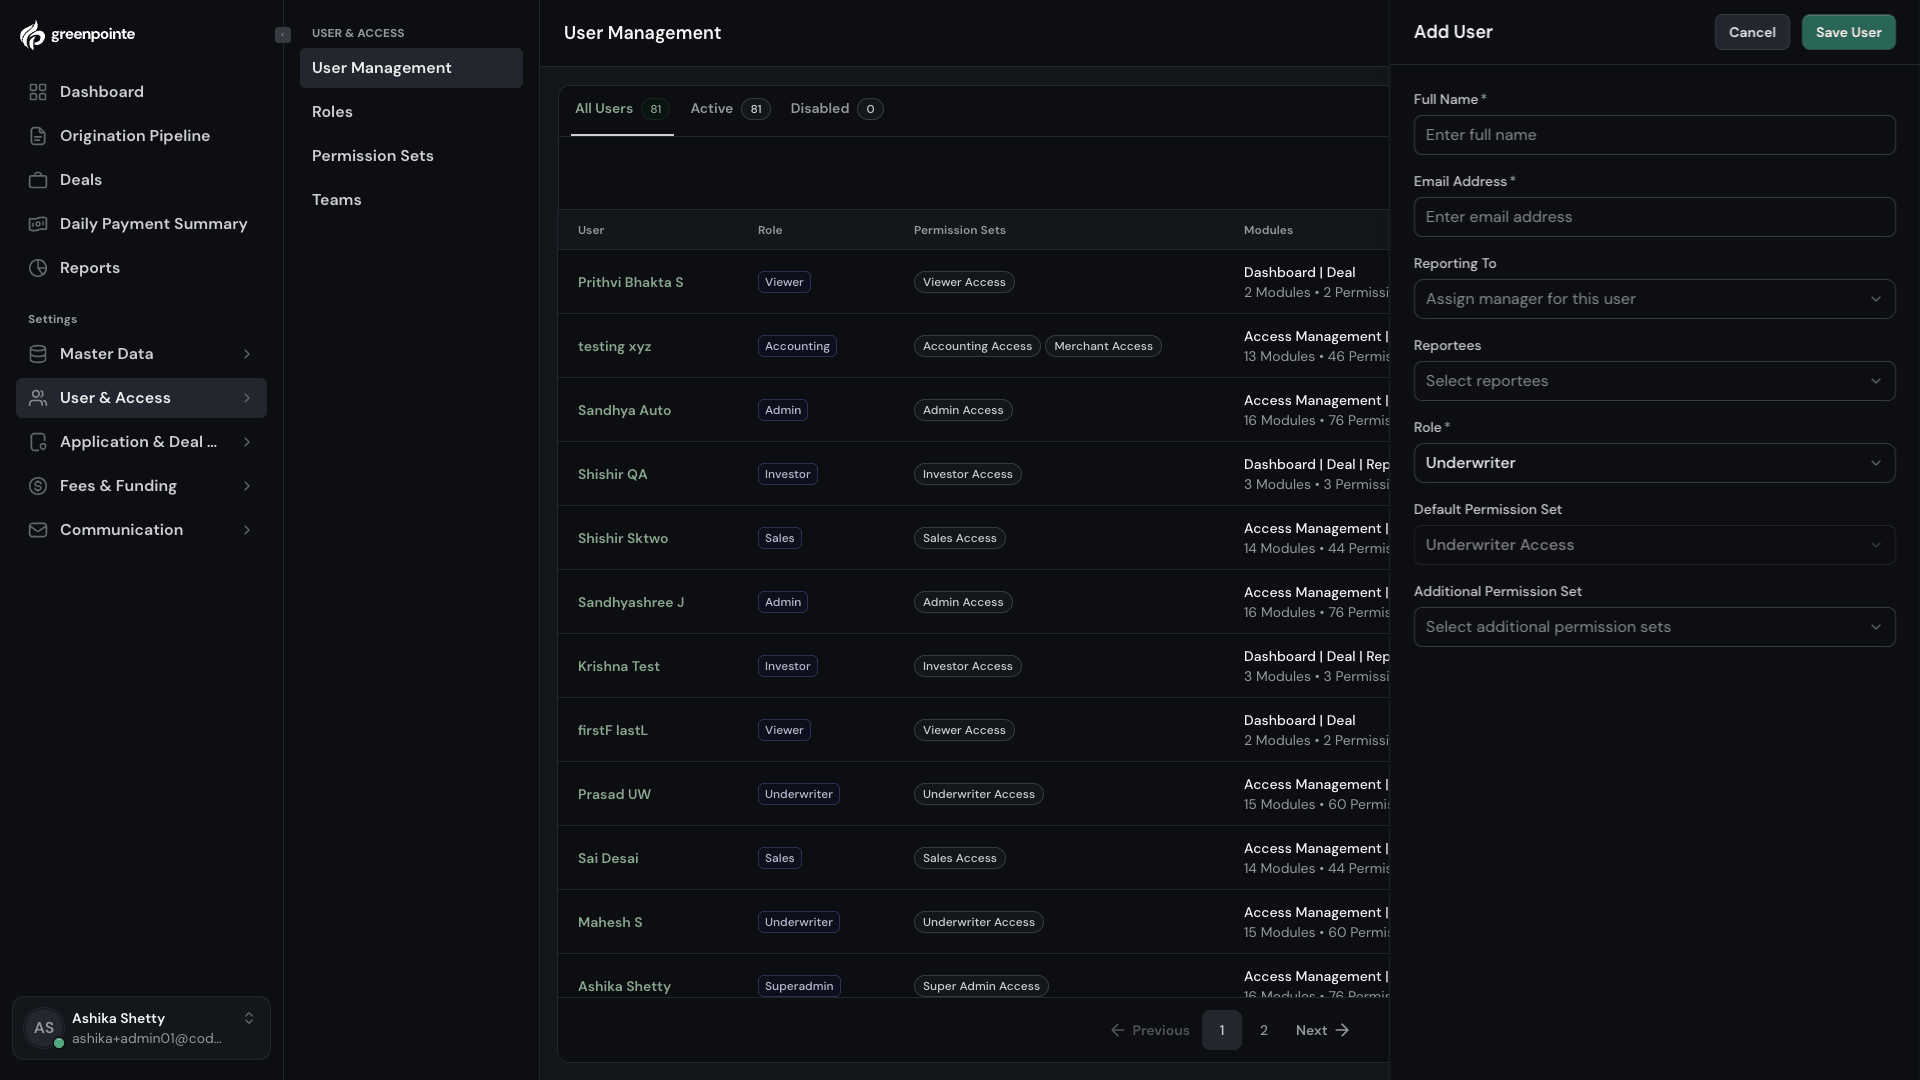 greenpointe
Dashboard
Origination Pipeline
Deals
Daily Payment Summary
Reports
Settings
Master Data
User & Access
Application & Deal ...
Fees & Funding
Communication
AS
Ashika Shetty
ashika+admin01@cod...
USER & ACCESS
User Management
Roles
Permission Sets
Teams
User Management
All Users 81 Active 81 Disabled 0
User Role Permission Sets Modules
Prithvi Bhakta S Viewer Viewer Access Dashboard | Deal
2 Modules • 2 Permissi
testing xyz Accounting Accounting Access Merchant Access Access Management |
13 Modules • 46 Permis
Sandhya Auto Admin Admin Access Access Management |
16 Modules • 76 Permis
Shishir QA Investor Investor Access Dashboard | Deal | Rep
3 Modules • 3 Permissi
Shishir Sktwo Sales Sales Access Access Management |
14 Modules • 44 Permis
Sandhyashree J Admin Admin Access Access Management |
16 Modules • 76 Permis
Krishna Test Investor Investor Access Dashboard | Deal | Rep
3 Modules • 3 Permissi
firstF lastL Viewer Viewer Access Dashboard | Deal
2 Modules • 2 Permissi
Prasad UW Underwriter Underwriter Access Access Management |
15 Modules • 60 Permis
Sai Desai Sales Sales Access Access Management |
14 Modules • 44 Permis
Mahesh S Underwriter Underwriter Access Access Management |
15 Modules • 60 Permis
Ashika Shetty Superadmin Super Admin Access Access Management |
16 Modules • 76 Permis
Previous 1 2 Next
Add User
Cancel
Save User
Full Name *
Enter full name
Email Address *
Enter email address
Reporting To
Assign manager for this user
Reportees
Select reportees
Role *
Underwriter
Default Permission Set
Underwriter Access
Additional Permission Set
Select additional permission sets